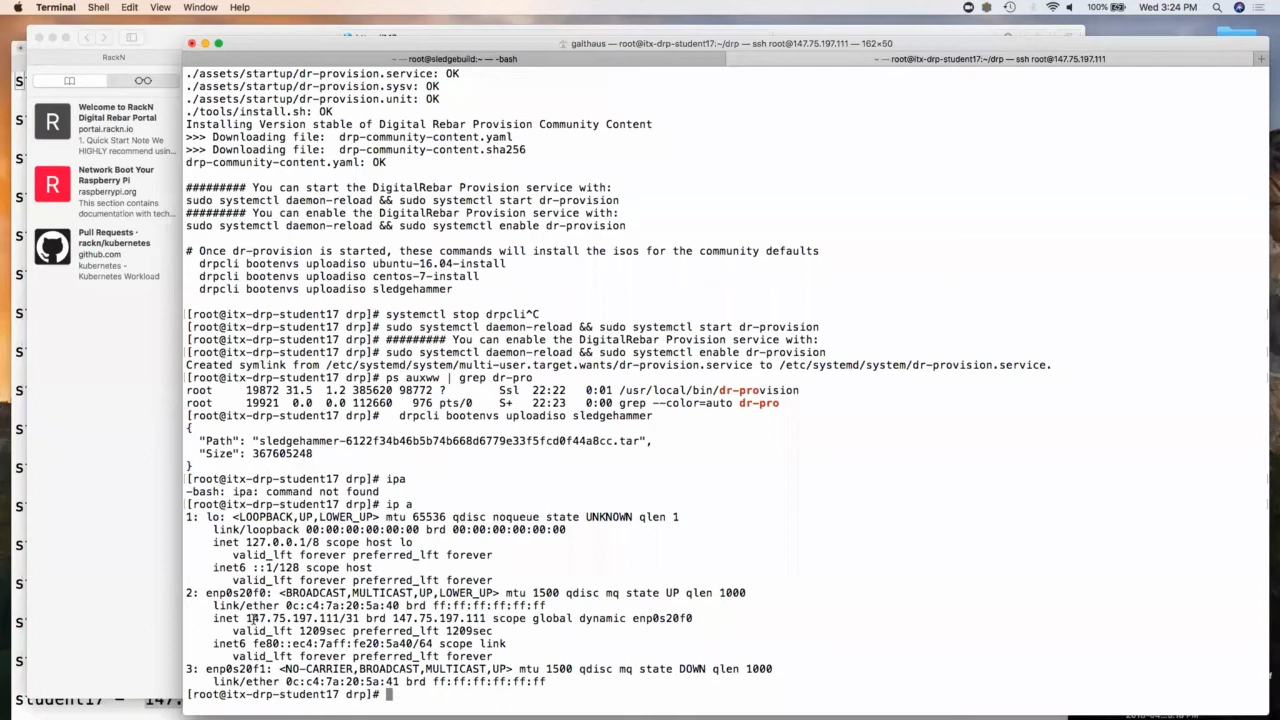 Terminal Shell Edit View Window Help 100% Wed 3:24 PM
galthaus — root@itx-drp-student17:~/drp — ssh root@147.75.197.111 — 162×50
RackN
~ — root@sledgebuild:~ — -bash
~ — root@itx-drp-student17:~/drp — ssh root@147.75.197.111
Welcome to RackN
Digital Rebar Portal
portal.rackn.io
1. Quick Start Note We
HIGHLY recommend usin…
Network Boot Your
Raspberry Pi
raspberrypi.org
This section contains
documentation with tech…
Pull Requests ·
rackn/kubernetes
github.com
kubernetes -
Kubernetes Workload
./assets/startup/dr-provision.service: OK
./assets/startup/dr-provision.sysv: OK
./assets/startup/dr-provision.unit: OK
./tools/install.sh: OK
Installing Version stable of Digital Rebar Provision Community Content
>>> Downloading file:  drp-community-content.yaml
>>> Downloading file:  drp-community-content.sha256
drp-community-content.yaml: OK
######### You can start the DigitalRebar Provision service with:
sudo systemctl daemon-reload && sudo systemctl start dr-provision
######### You can enable the DigitalRebar Provision service with:
sudo systemctl daemon-reload && sudo systemctl enable dr-provision
# Once dr-provision is started, these commands will install the isos for the community defaults
drpcli bootenvs uploadiso ubuntu-16.04-install
drpcli bootenvs uploadiso centos-7-install
drpcli bootenvs uploadiso sledgehammer
[root@itx-drp-student17 drp]# systemctl stop drpcli^C
[root@itx-drp-student17 drp]# sudo systemctl daemon-reload && sudo systemctl start dr-provision
[root@itx-drp-student17 drp]# ######### You can enable the DigitalRebar Provision service with:
[root@itx-drp-student17 drp]# sudo systemctl daemon-reload && sudo systemctl enable dr-provision
Created symlink from /etc/systemd/system/multi-user.target.wants/dr-provision.service to /etc/systemd/system/dr-provision.service.
[root@itx-drp-student17 drp]# ps auxww | grep dr-pro
root     19872 31.5  1.2 385620 98772 ?        Ssl  22:22   0:01 /usr/local/bin/dr-provision
root     19921  0.0  0.0 112660   976 pts/0    S+   22:23   0:00 grep --color=auto dr-pro
[root@itx-drp-student17 drp]#   drpcli bootenvs uploadiso sledgehammer
{
"Path": "sledgehammer-6122f34b46b5b74b668d6779e33f5fcd0f44a8cc.tar",
"Size": 367605248
}
[root@itx-drp-student17 drp]# ipa
-bash: ipa: command not found
[root@itx-drp-student17 drp]# ip a
1: lo: <LOOPBACK,UP,LOWER_UP> mtu 65536 qdisc noqueue state UNKNOWN qlen 1
link/loopback 00:00:00:00:00:00 brd 00:00:00:00:00:00
inet 127.0.0.1/8 scope host lo
valid_lft forever preferred_lft forever
inet6 ::1/128 scope host
valid_lft forever preferred_lft forever
2: enp0s20f0: <BROADCAST,MULTICAST,UP,LOWER_UP> mtu 1500 qdisc mq state UP qlen 1000
link/ether 0c:c4:7a:20:5a:40 brd ff:ff:ff:ff:ff:ff
inet 147.75.197.111/31 brd 147.75.197.111 scope global dynamic enp0s20f0
valid_lft 1209sec preferred_lft 1209sec
inet6 fe80::ec4:7aff:fe20:5a40/64 scope link
valid_lft forever preferred_lft forever
3: enp0s20f1: <NO-CARRIER,BROADCAST,MULTICAST,UP> mtu 1500 qdisc mq state DOWN qlen 1000
link/ether 0c:c4:7a:20:5a:41 brd ff:ff:ff:ff:ff:ff
[root@itx-drp-student17 drp]#
student17 = 147.